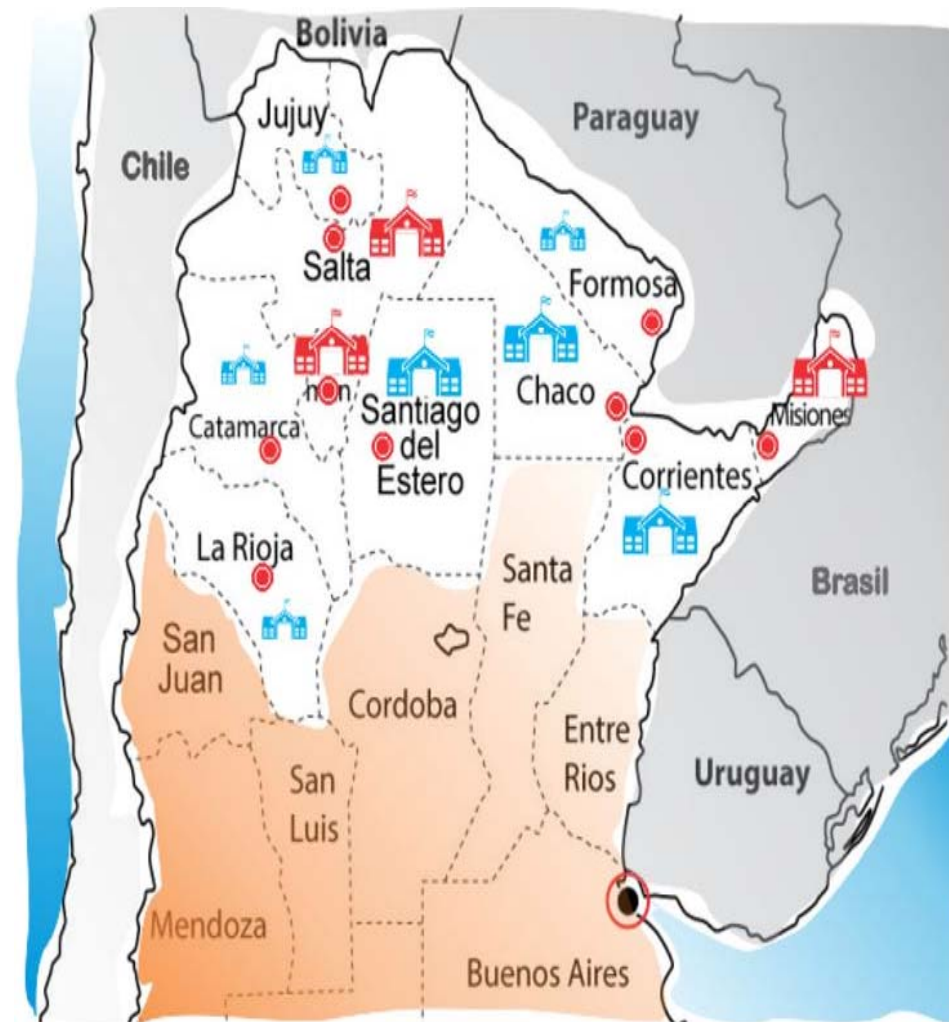 Bolivia
Jujuy
Paraguay
Chile
Salta
Formosa
Chaco
Santiago
del
Estero
Catamarca
Misiones
Corrientes
La Rioja
Santa
Fe
Brasil
San
Juan
Cordoba
Entre
Rios
Uruguay
San
Luis
Mendoza
Buenos Aires